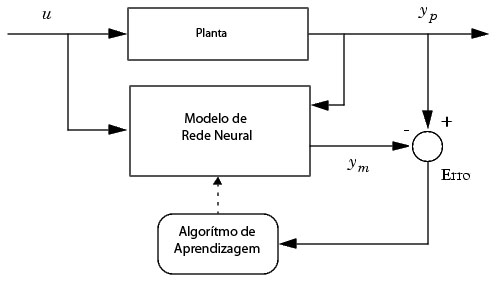 u
Planta
y_p
Modelo de
Rede Neural
-
+
y_m
Erro
Algorítmo de
Aprendizagem